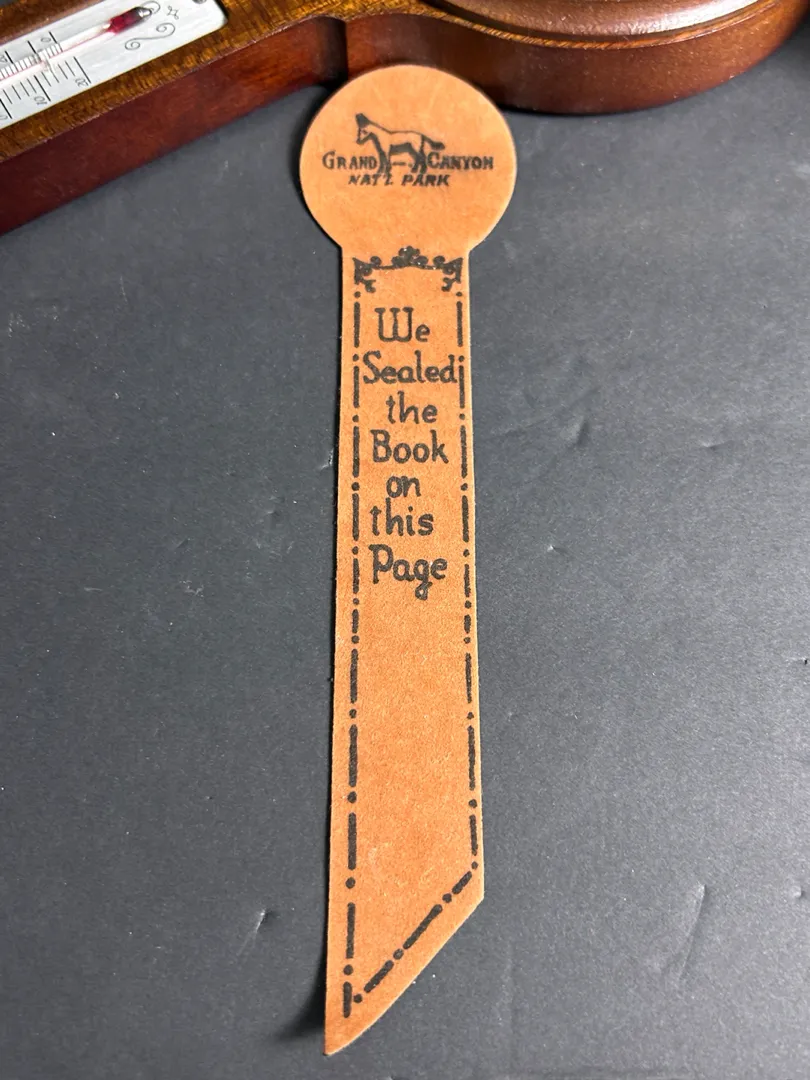 GRAND CANYON
NAT'L PARK
We
Sealed
the
Book
on
this
Page